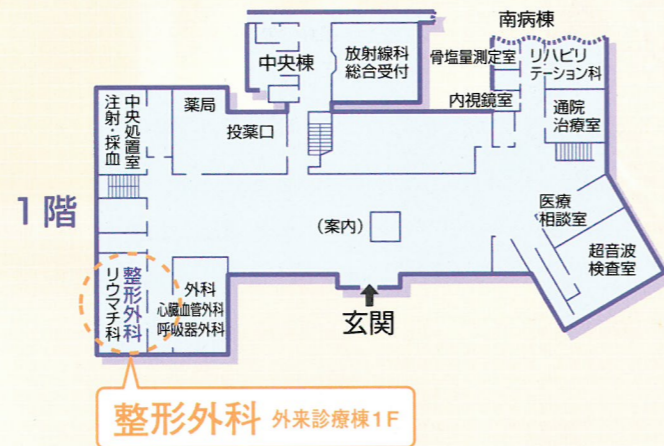 南病棟
中央棟
放射線科
総合受付
骨塩量測定室
リハビリ
テーション科
内視鏡室
通院
治療室
中央処置室
注射・採血
薬局
投薬口
1階
(案内)
医療
相談室
超音波
検査室
整形外科
リウマチ科
外科
心臓血管外科
呼吸器外科
玄関
整形外科 外来診療棟1F